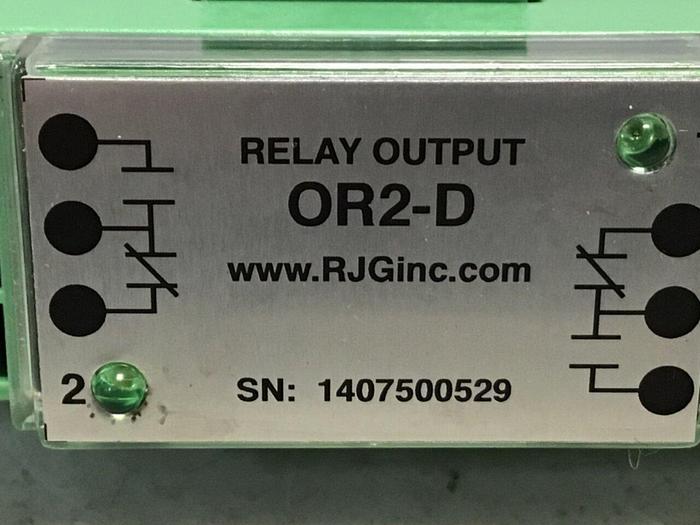 RELAY OUTPUT
OR2-D
www.RJGinc.com
2
SN: 1407500529